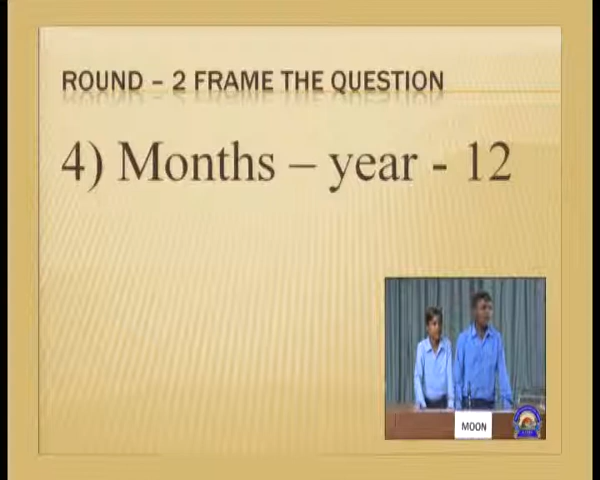 ROUND – 2 FRAME THE QUESTION
4) Months – year - 12
MOON